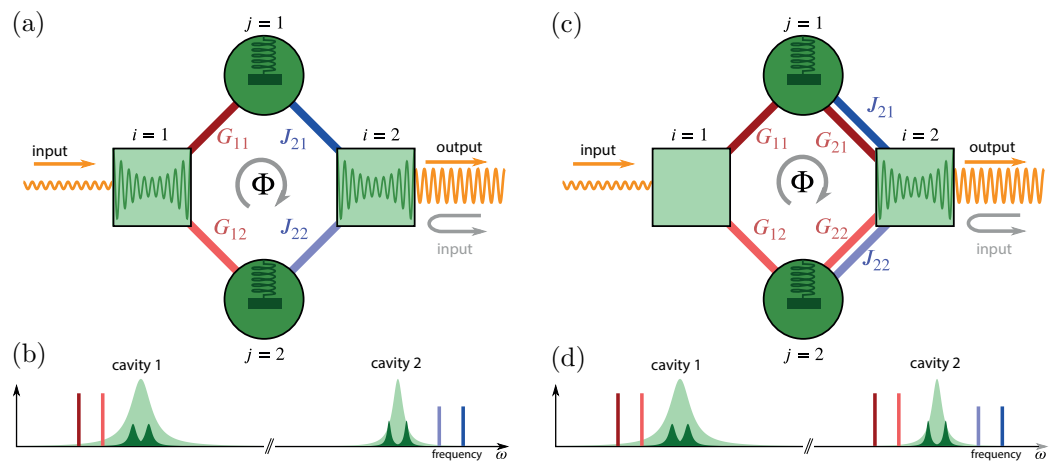 (a)
j = 1
i = 1
i = 2
input
G₁₁
J₂₁
Φ
G₁₂
J₂₂
output
input
j = 2
(b)
cavity 1
cavity 2
frequency
ω
(c)
j = 1
i = 1
i = 2
input
G₁₁
G₂₁
J₂₁
Φ
G₁₂
G₂₂
J₂₂
output
input
j = 2
(d)
cavity 1
cavity 2
frequency
ω